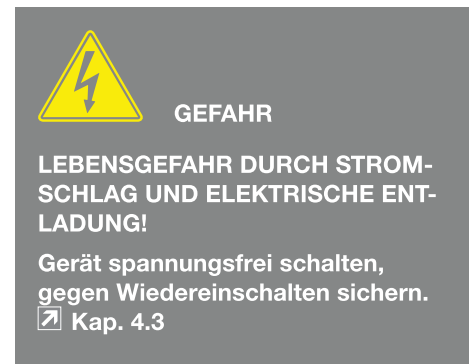 GEFAHR
LEBENSGEFAHR DURCH STROM-
SCHLAG UND ELEKTRISCHE ENT-
LADUNG!
Gerät spannungsfrei schalten,
gegen Wiedereinschalten sichern.
Kap. 4.3